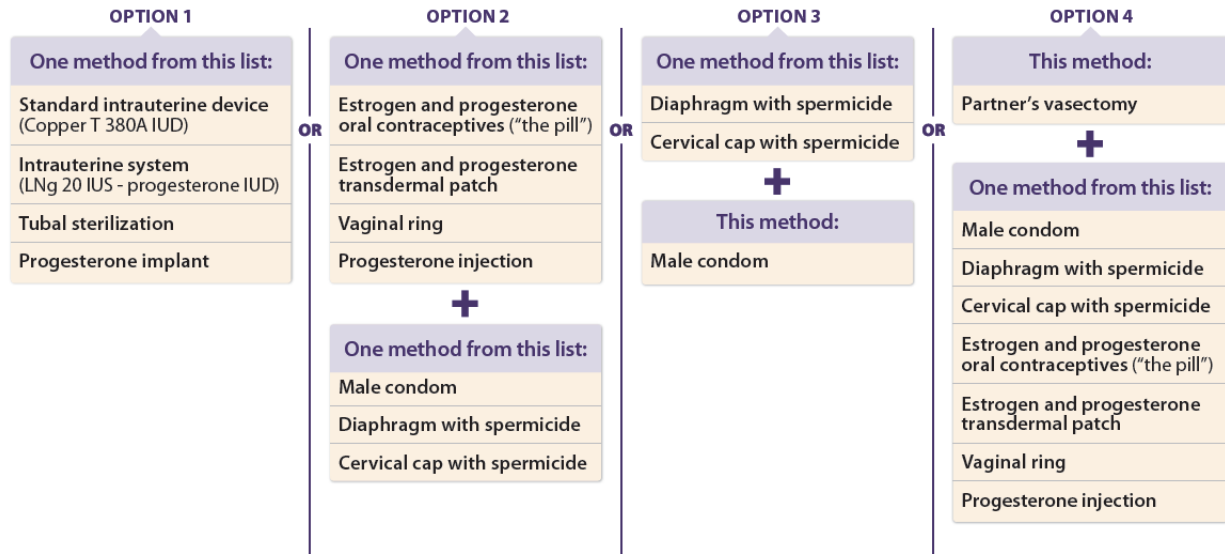 OPTION 1
One method from this list:
Standard intrauterine device
(Copper T 380A IUD)
Intrauterine system
(LNg 20 IUS - progesterone IUD)
Tubal sterilization
Progesterone implant
OR
OPTION 2
One method from this list:
Estrogen and progesterone
oral contraceptives (“the pill”)
Estrogen and progesterone
transdermal patch
Vaginal ring
Progesterone injection
+
One method from this list:
Male condom
Diaphragm with spermicide
Cervical cap with spermicide
OR
OPTION 3
One method from this list:
Diaphragm with spermicide
Cervical cap with spermicide
+
This method:
Male condom
OR
OPTION 4
This method:
Partner’s vasectomy
+
One method from this list:
Male condom
Diaphragm with spermicide
Cervical cap with spermicide
Estrogen and progesterone
oral contraceptives (“the pill”)
Estrogen and progesterone
transdermal patch
Vaginal ring
Progesterone injection